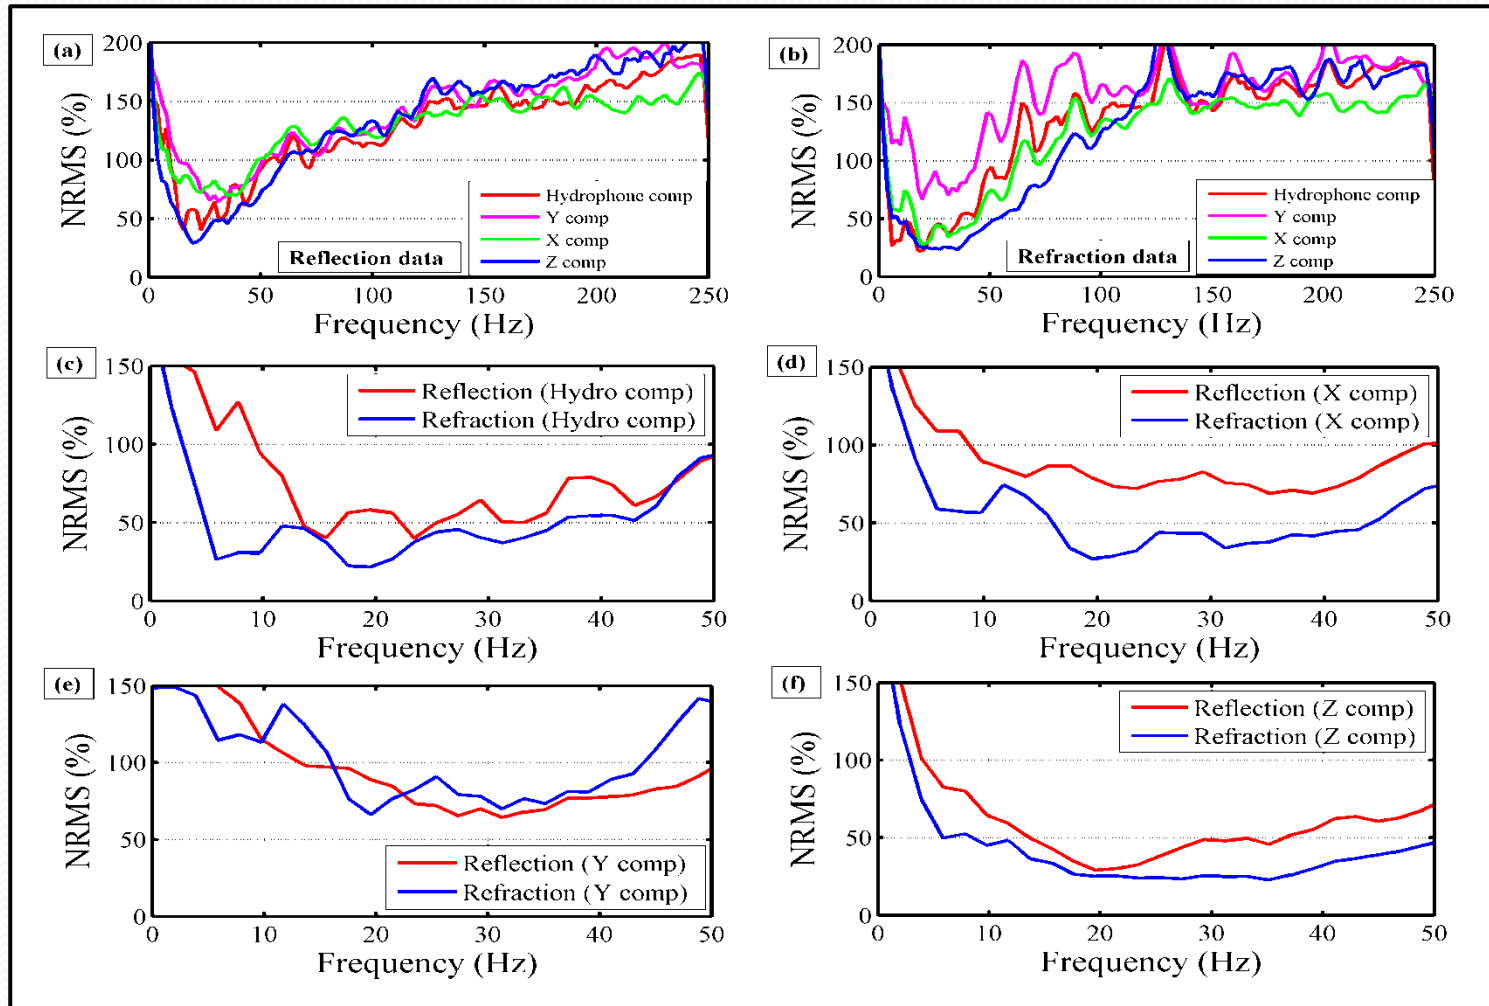 (a)
200
150
100
50
0
NRMS (%)
Hydrophone comp
Y comp
X comp
Z comp
Reflection data
0 50 100 150 200 250
Frequency (Hz)
(b)
200
150
100
50
0
NRMS (%)
Hydrophone comp
Y comp
X comp
Z comp
Refraction data
0 50 100 150 200 250
Frequency (Hz)
(c)
150
100
50
0
NRMS (%)
Reflection (Hydro comp)
Refraction (Hydro comp)
0 10 20 30 40 50
Frequency (Hz)
(d)
150
100
50
0
NRMS (%)
Reflection (X comp)
Refraction (X comp)
0 10 20 30 40 50
Frequency (Hz)
(e)
150
100
50
0
NRMS (%)
Reflection (Y comp)
Refraction (Y comp)
0 10 20 30 40 50
Frequency (Hz)
(f)
150
100
50
0
NRMS (%)
Reflection (Z comp)
Refraction (Z comp)
0 10 20 30 40 50
Frequency (Hz)